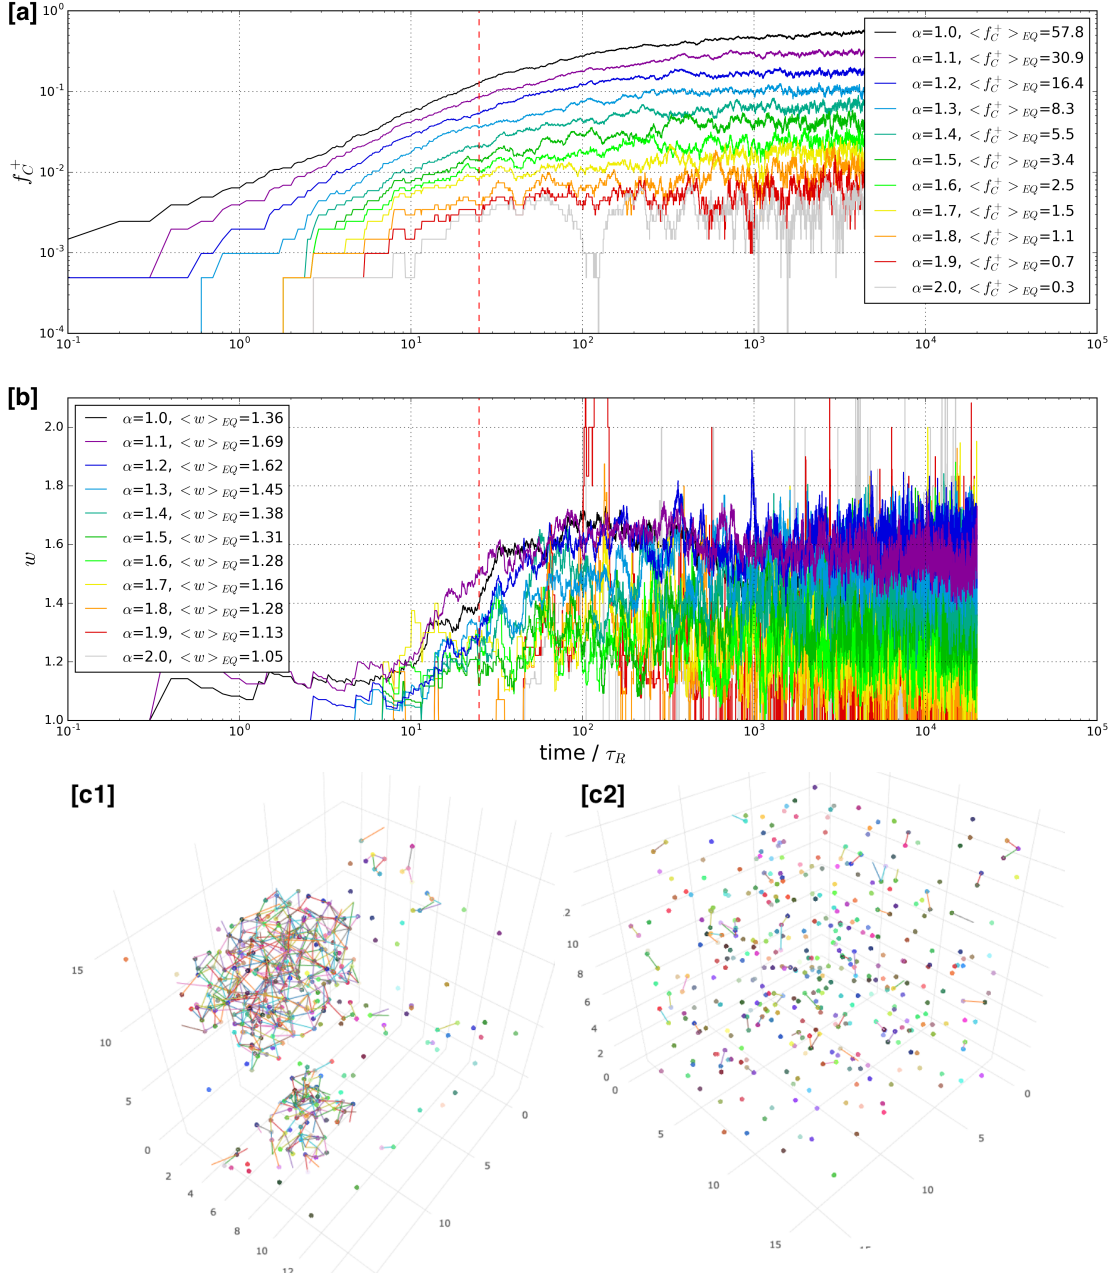 [a]
10^0
10^-1
10^-2
10^-3
10^-4
f_C^+
α=1.0, <f_C^+>_EQ=57.8
α=1.1, <f_C^+>_EQ=30.9
α=1.2, <f_C^+>_EQ=16.4
α=1.3, <f_C^+>_EQ=8.3
α=1.4, <f_C^+>_EQ=5.5
α=1.5, <f_C^+>_EQ=3.4
α=1.6, <f_C^+>_EQ=2.5
α=1.7, <f_C^+>_EQ=1.5
α=1.8, <f_C^+>_EQ=1.1
α=1.9, <f_C^+>_EQ=0.7
α=2.0, <f_C^+>_EQ=0.3
10^-1 10^0 10^1 10^2 10^3 10^4 10^5
[b]
2.0
1.8
1.6
1.4
1.2
1.0
w
α=1.0, <w>_EQ=1.36
α=1.1, <w>_EQ=1.69
α=1.2, <w>_EQ=1.62
α=1.3, <w>_EQ=1.45
α=1.4, <w>_EQ=1.38
α=1.5, <w>_EQ=1.31
α=1.6, <w>_EQ=1.28
α=1.7, <w>_EQ=1.16
α=1.8, <w>_EQ=1.28
α=1.9, <w>_EQ=1.13
α=2.0, <w>_EQ=1.05
10^-1 10^0 10^1 10^2 10^3 10^4 10^5
time / τ_R
[c1]
15
10
5
0
2
4
6
8
10
12
10
5
0
[c2]
10
8
6
4
2
0
0
5
10
15
10
5
0